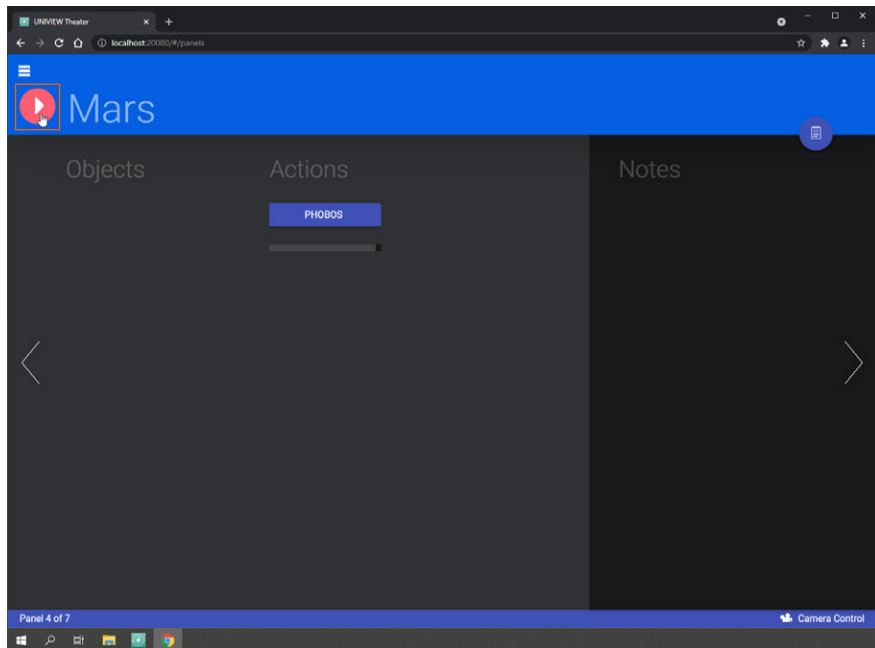 UNIVIEW Theater
localhost:20080/#/panels
Mars
Objects
Actions
Notes
PHOBOS
Panel 4 of 7
Camera Control